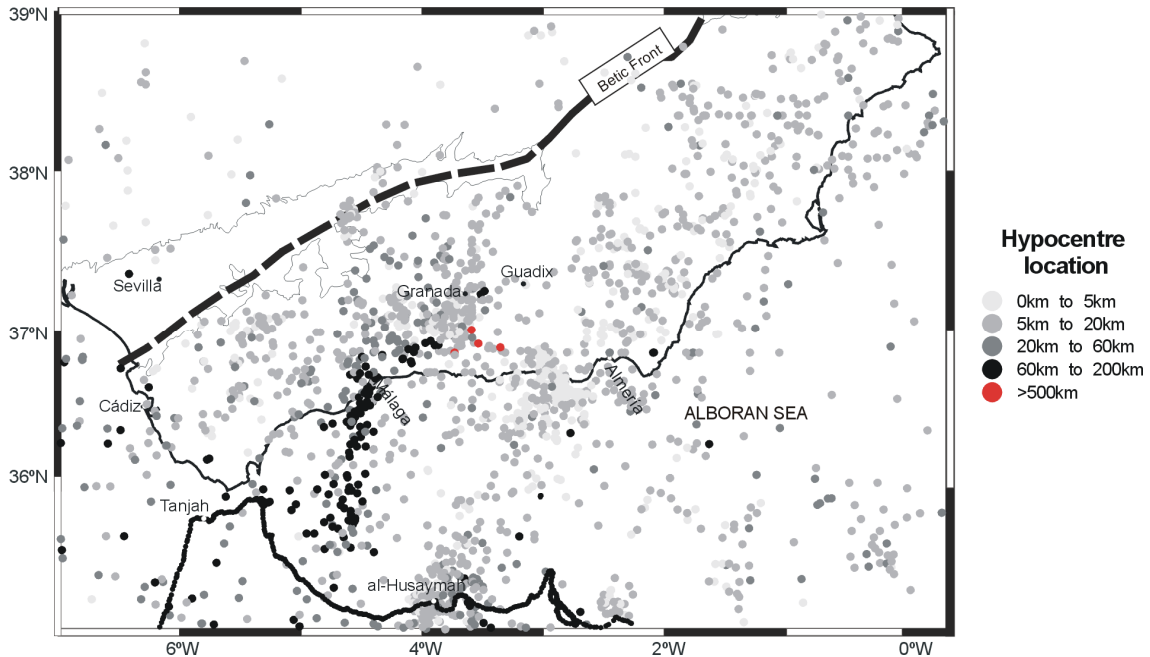 39ºN
38ºN
37ºN
36ºN
6ºW
4ºW
2ºW
0ºW
Betic Front
Sevilla
Guadix
Granada
Cádiz
Málaga
Almería
ALBORAN SEA
Tanjah
al-Husaymah
Hypocentre
location
0km to 5km
5km to 20km
20km to 60km
60km to 200km
>500km